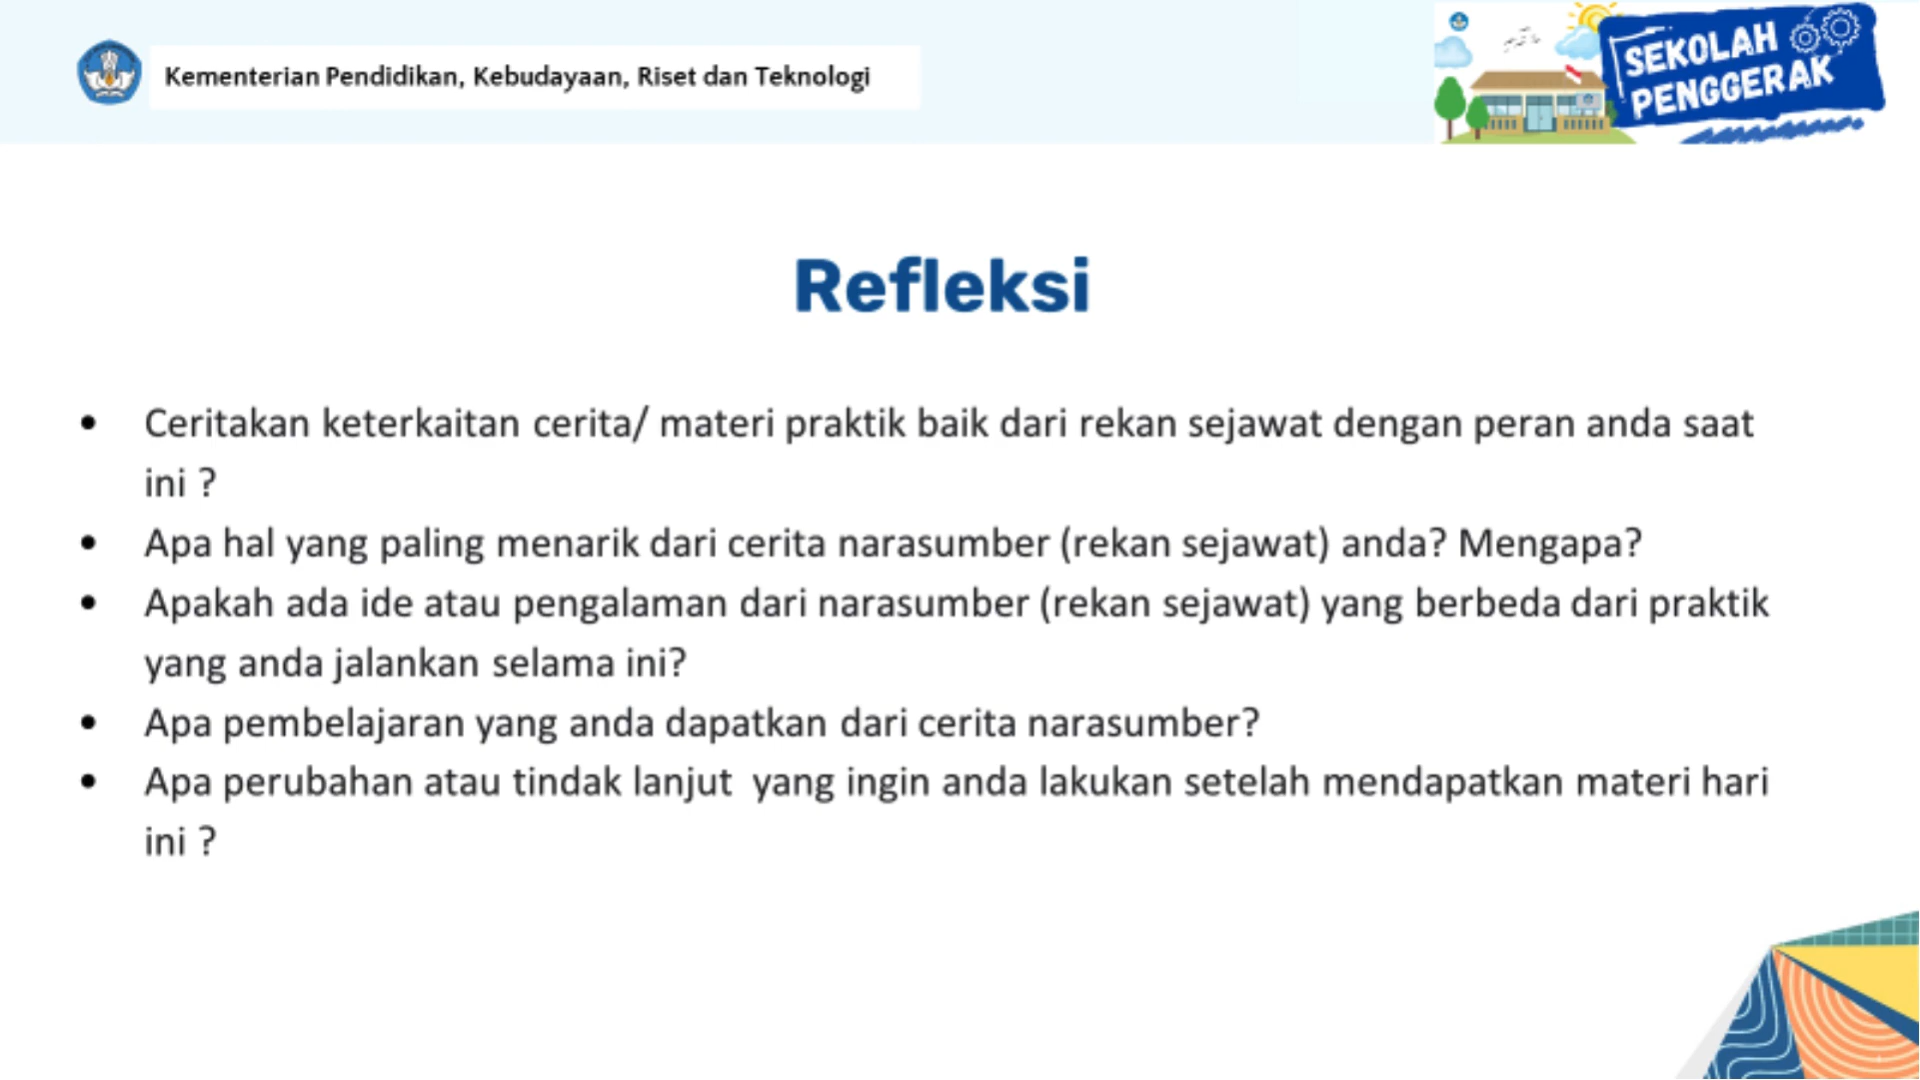 Kementerian Pendidikan, Kebudayaan, Riset dan Teknologi
SEKOLAH
PENGGERAK
Refleksi
• Ceritakan keterkaitan cerita/ materi praktik baik dari rekan sejawat dengan peran anda saat
ini ?
• Apa hal yang paling menarik dari cerita narasumber (rekan sejawat) anda? Mengapa?
• Apakah ada ide atau pengalaman dari narasumber (rekan sejawat) yang berbeda dari praktik
yang anda jalankan selama ini?
• Apa pembelajaran yang anda dapatkan dari cerita narasumber?
• Apa perubahan atau tindak lanjut  yang ingin anda lakukan setelah mendapatkan materi hari
ini ?